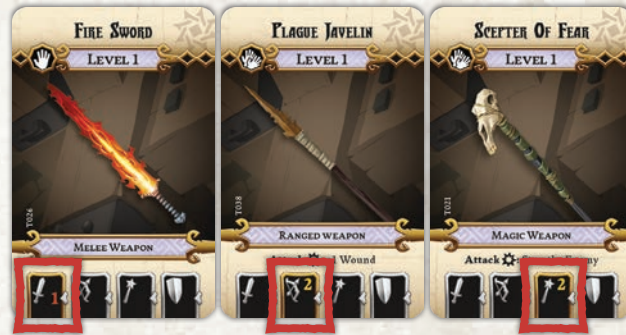 Fire Sword
Level 1
T026
Melee Weapon
1
Plague Javelin
Level 1
T038
Ranged weapon
Wound
2
Scepter Of Fear
Level 1
T021
Magic Weapon
Attack
2